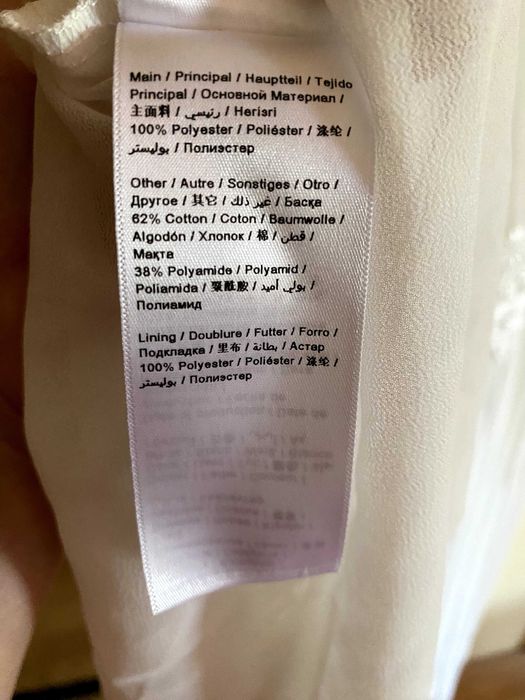 Main / Principal / Hauptteil / Tejido
Principal / Основной Материал /
主面料 / رئيسي / Herisri
100% Polyester / Poliéster / 涤纶 /
بوليستر / Полиэстер
Other / Autre / Sonstiges / Otro /
Другое / 其它 / غير ذلك / Баска
62% Cotton / Coton / Baumwolle /
Algodón / Хлопок / 棉 / قطن /
Мақта
38% Polyamide / Polyamid /
Poliamida / 聚酰胺 / بولي أميد /
Полиамид
Lining / Doublure / Futter / Forro /
Подкладка / 里布 / بطانة / Астар
100% Polyester / Poliéster / 涤纶 /
بوليستر / Полиэстер